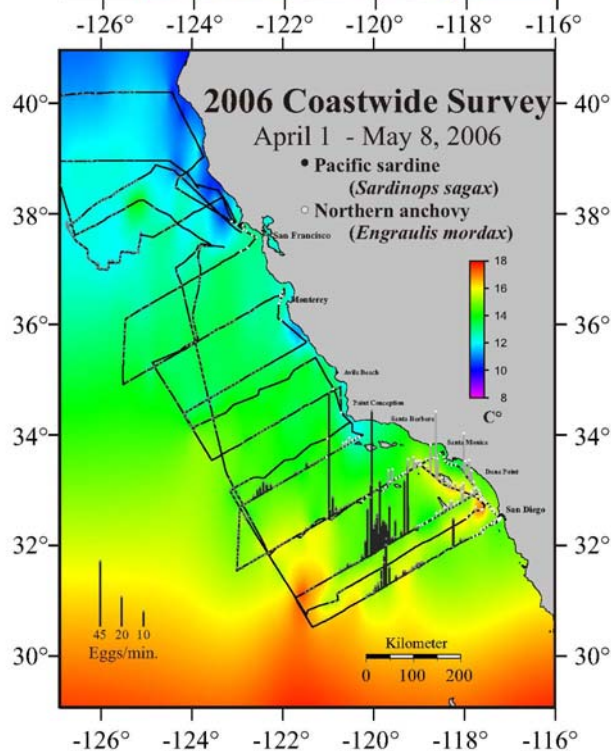 -126° -124° -122° -120° -118° -116°
2006 Coastwide Survey
April 1 - May 8, 2006
Pacific sardine
(Sardinops sagax)
Northern anchovy
(Engraulis mordax)
40°
38°
36°
34°
32°
30°
San Francisco
Monterey
Avila Beach
Point Conception
Santa Barbara
Santa Monica
Dana Point
San Diego
18
16
14
12
10
8
C°
40°
38°
36°
34°
32°
30°
45 20 10
Eggs/min.
Kilometer
0 100 200
-126° -124° -122° -120° -118° -116°